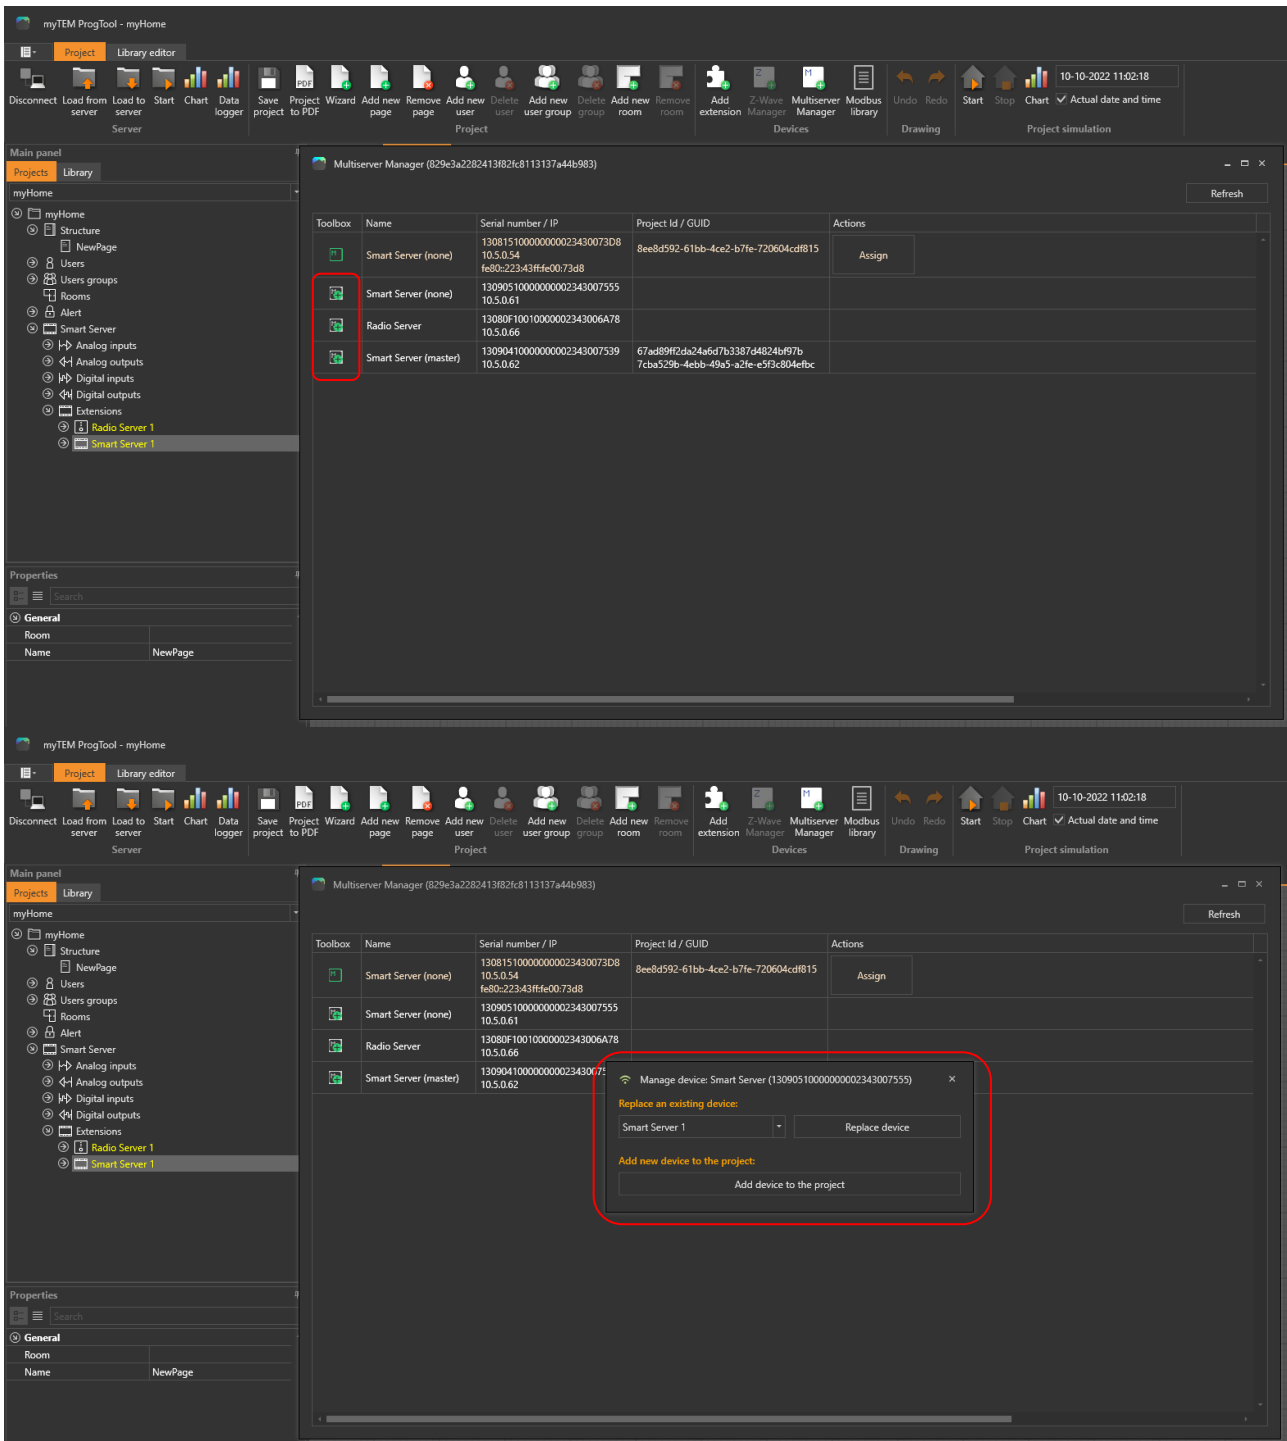 myTEM ProgTool - myHome
Project Library editor
Disconnect Load from server Load to server Start Chart Data logger Save project Project to PDF Wizard Add new page Remove page Add new user Delete user Add new user group Delete group Add new room Remove room Add extension Z-Wave Manager Multiserver Manager Modbus library Undo Redo Start Stop Chart 10-10-2022 11:02:18
Actual date and time
Server Project Devices Drawing Project simulation
Main panel
Projects Library
myHome
myHome
Structure
NewPage
Users
Users groups
Rooms
Alert
Smart Server
Analog inputs
Analog outputs
Digital inputs
Digital outputs
Extensions
Radio Server 1
Smart Server 1
Properties
Search
General
Room
Name NewPage
Multiserver Manager (829e3a2282413f82fc8113137a44b983)
Refresh
Toolbox Name Serial number / IP Project Id / GUID Actions
Smart Server (none) 130815100000000023430073D8 8ee8d592-61bb-4ce2-b7fe-720604cdf815 Assign
10.5.0.54
fe80::223:43ff:fe00:73d8
Smart Server (none) 13090510000000002343007555
10.5.0.61
Radio Server 13080F10010000002343006A78
10.5.0.66
Smart Server (master) 13090410000000002343007539 67ad89ff2da24a6d7b3387d4824bf97b
10.5.0.62 7cba529b-4ebb-49a5-a2fe-e5f3c804efbc
myTEM ProgTool - myHome
Project Library editor
Disconnect Load from server Load to server Start Chart Data logger Save project Project to PDF Wizard Add new page Remove page Add new user Delete user Add new user group Delete group Add new room Remove room Add extension Z-Wave Manager Multiserver Manager Modbus library Undo Redo Start Stop Chart 10-10-2022 11:02:18
Actual date and time
Server Project Devices Drawing Project simulation
Main panel
Projects Library
myHome
myHome
Structure
NewPage
Users
Users groups
Rooms
Alert
Smart Server
Analog inputs
Analog outputs
Digital inputs
Digital outputs
Extensions
Radio Server 1
Smart Server 1
Properties
Search
General
Room
Name NewPage
Multiserver Manager (829e3a2282413f82fc8113137a44b983)
Refresh
Toolbox Name Serial number / IP Project Id / GUID Actions
Smart Server (none) 130815100000000023430073D8 8ee8d592-61bb-4ce2-b7fe-720604cdf815 Assign
10.5.0.54
fe80::223:43ff:fe00:73d8
Smart Server (none) 13090510000000002343007555
10.5.0.61
Radio Server 13080F10010000002343006A78
10.5.0.66
Smart Server (master) 130904100000000023430075
10.5.0.62
Manage device: Smart Server (13090510000000002343007555)
Replace an existing device:
Smart Server 1 Replace device
Add new device to the project:
Add device to the project